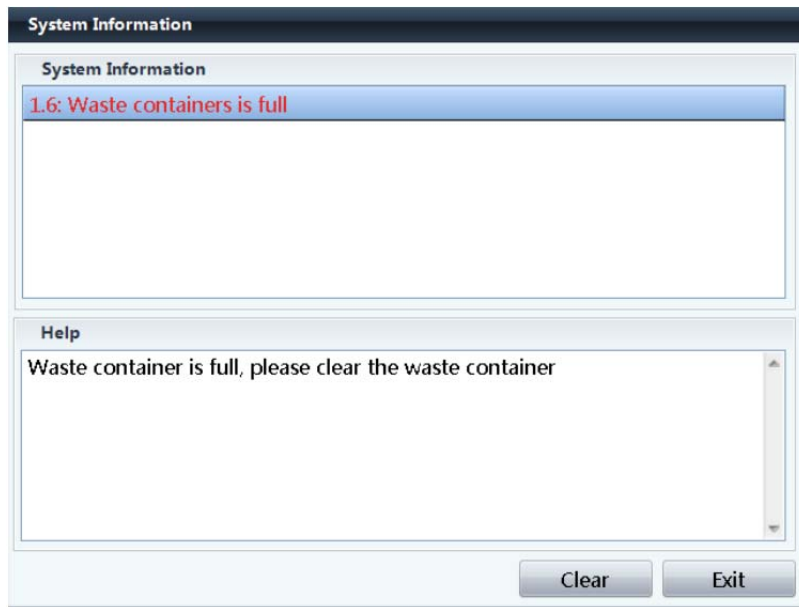 System Information
System Information
1.6: Waste containers is full
Help
Waste container is full, please clear the waste container
Clear
Exit